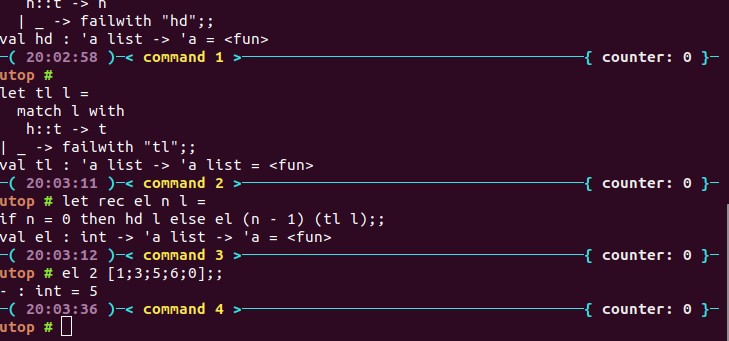 h::t -> h
| _ -> failwith "hd";;
val hd : 'a list -> 'a = <fun>
( 20:02:58 )─< command 1 >──{ counter: 0 }─
utop #
let tl l =
match l with
h::t -> t
| _ -> failwith "tl";;
val tl : 'a list -> 'a list = <fun>
─( 20:03:11 )─< command 2 >──{ counter: 0 }─
utop # let rec el n l =
if n = 0 then hd l else el (n - 1) (tl l);;
val el : int -> 'a list -> 'a = <fun>
─( 20:03:12 )─< command 3 >──{ counter: 0 }─
utop # el 2 [1;3;5;6;0];;
- : int = 5
─( 20:03:36 )─< command 4 >──{ counter: 0 }─
utop #